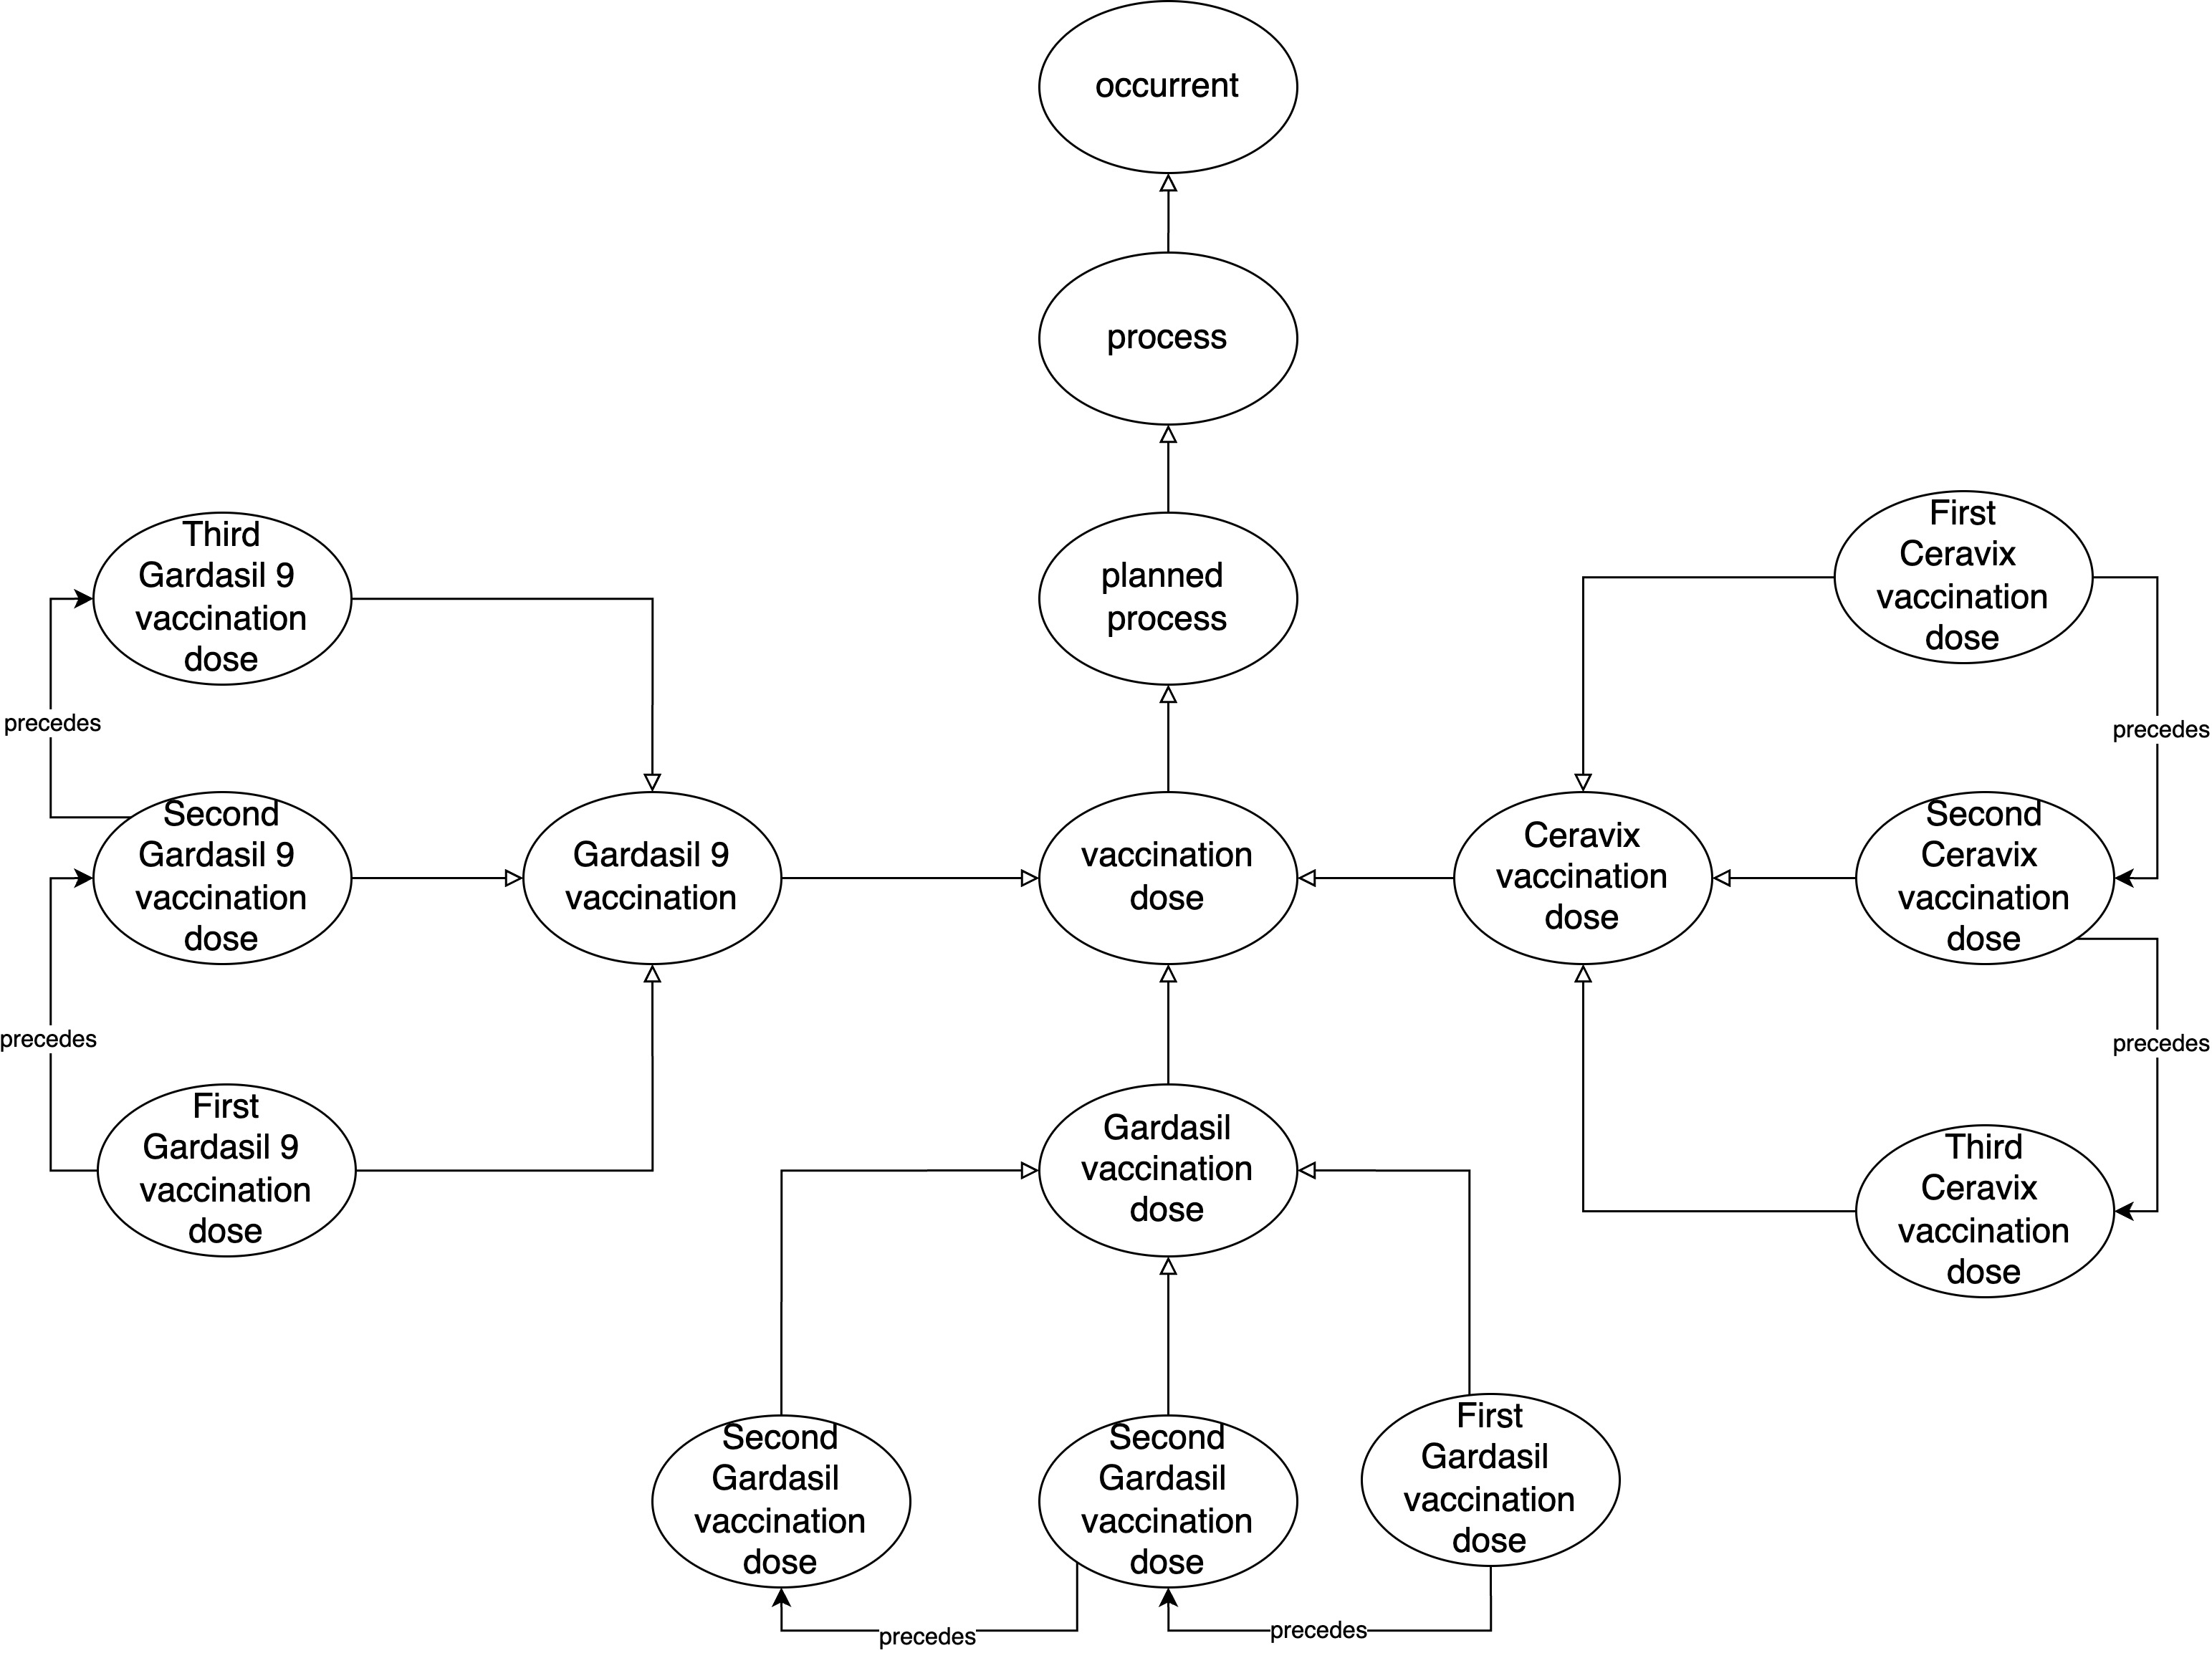 occurrent
process
planned
process
Third
Gardasil 9
vaccination
dose
First
Ceravix
vaccination
dose
precedes
precedes
Second
Gardasil 9
vaccination
dose
Gardasil 9
vaccination
vaccination
dose
Ceravix
vaccination
dose
Second
Ceravix
vaccination
dose
precedes
precedes
First
Gardasil 9
vaccination
dose
Gardasil
vaccination
dose
Third
Ceravix
vaccination
dose
Second
Gardasil
vaccination
dose
Second
Gardasil
vaccination
dose
First
Gardasil
vaccination
dose
precedes
precedes